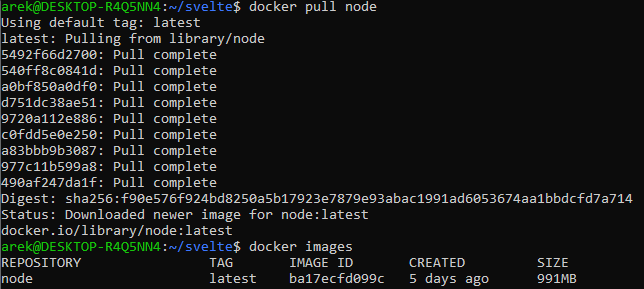 arek@DESKTOP-R4Q5NN4:~/svelte$ docker pull node
Using default tag: latest
latest: Pulling from library/node
5492f66d2700: Pull complete
540ff8c0841d: Pull complete
a0bf850a0df0: Pull complete
d751dc38ae51: Pull complete
9720a112e886: Pull complete
c0fdd5e0e250: Pull complete
a83bbb9b3087: Pull complete
977c11b599a8: Pull complete
490af247da1f: Pull complete
Digest: sha256:f90e576f924bd8250a5b17923e7879e93abac1991ad6053674aa1bbdcfd7a714
Status: Downloaded newer image for node:latest
docker.io/library/node:latest
arek@DESKTOP-R4Q5NN4:~/svelte$ docker images
REPOSITORY TAG IMAGE ID CREATED SIZE
node latest ba17ecfd099c 5 days ago 991MB